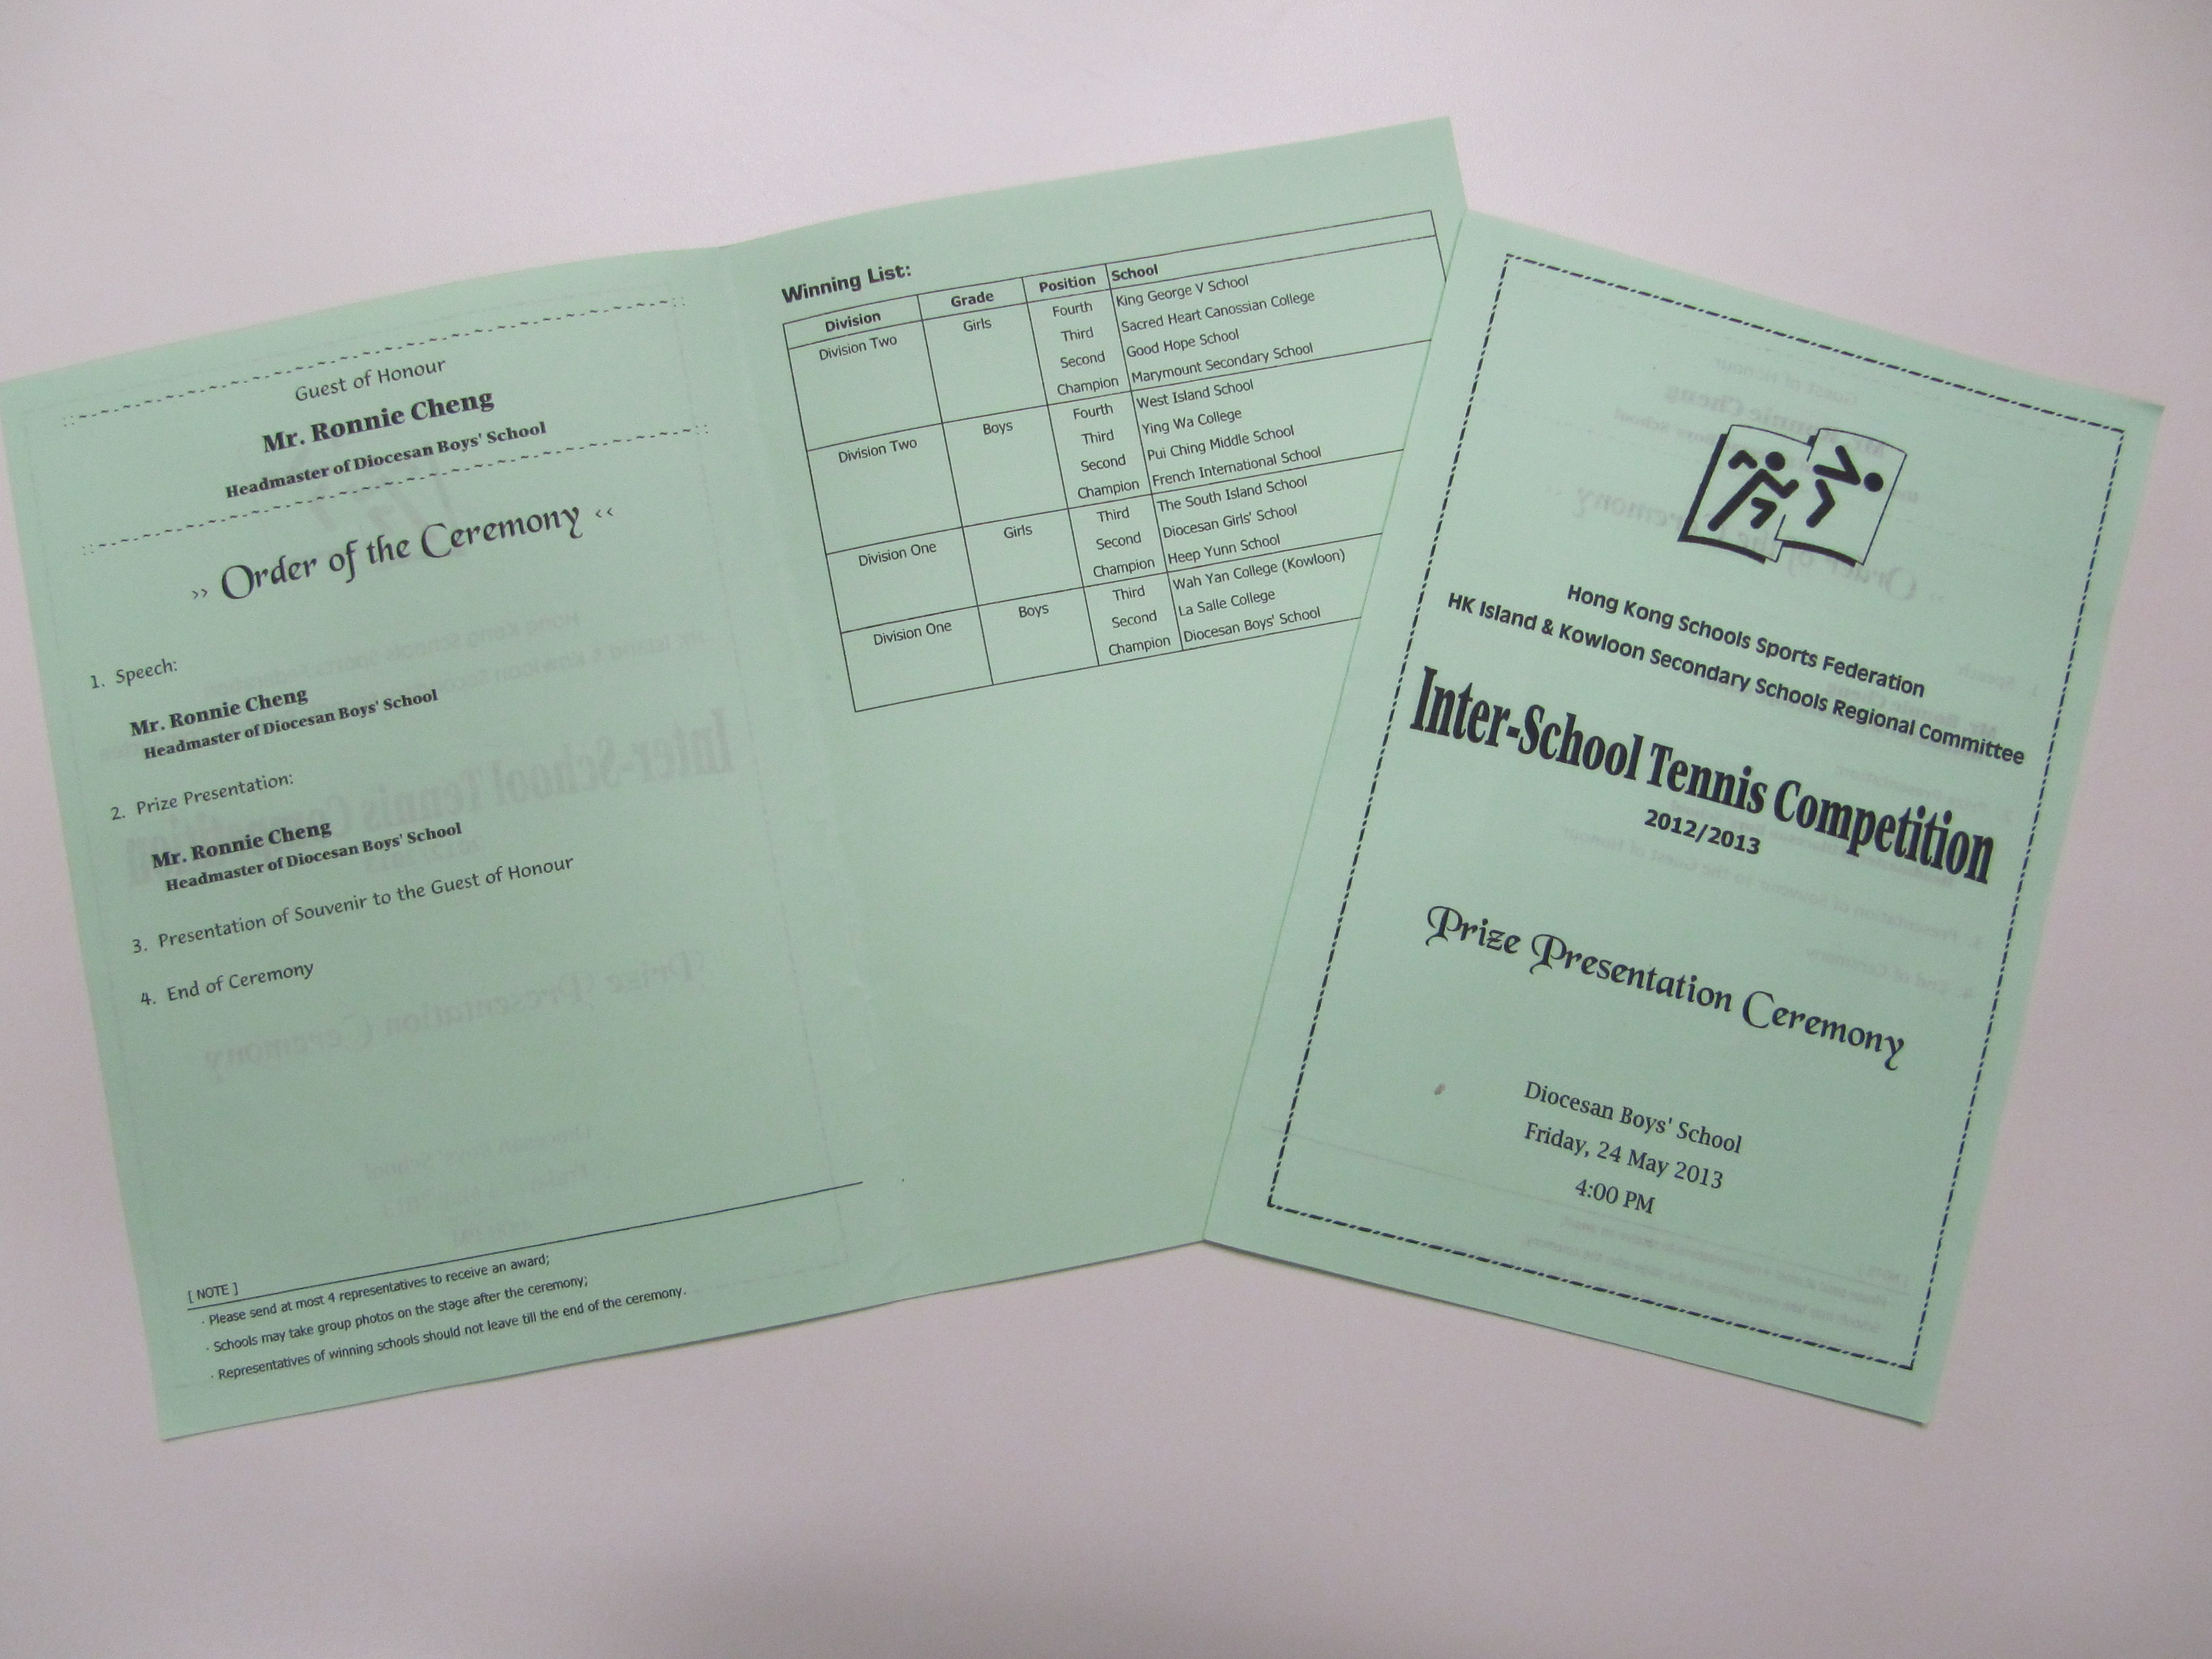 Guest of Honour
Mr. Ronnie Cheng
Headmaster of Diocesan Boys' School
>> Order of the Ceremony <<
1. Speech:
Mr. Ronnie Cheng
Headmaster of Diocesan Boys' School
2. Prize Presentation:
Mr. Ronnie Cheng
Headmaster of Diocesan Boys' School
3. Presentation of Souvenir to the Guest of Honour
4. End of Ceremony
[ NOTE ]
· Please send at most 4 representatives to receive an award;
· Schools may take group photos on the stage after the ceremony;
· Representatives of winning schools should not leave till the end of the ceremony.
Winning List:
Division Grade Position School
Division Two Girls Fourth King George V School
Third Sacred Heart Canossian College
Second Good Hope School
Champion Marymount Secondary School
Division Two Boys Fourth West Island School
Third Ying Wa College
Second Pui Ching Middle School
Champion French International School
Division One Girls Third The South Island School
Second Diocesan Girls' School
Champion Heep Yunn School
Division One Boys Third Wah Yan College (Kowloon)
Second La Salle College
Champion Diocesan Boys' School
Hong Kong Schools Sports Federation
HK Island & Kowloon Secondary Schools Regional Committee
Inter-School Tennis Competition
2012/2013
Prize Presentation Ceremony
Diocesan Boys' School
Friday, 24 May 2013
4:00 PM